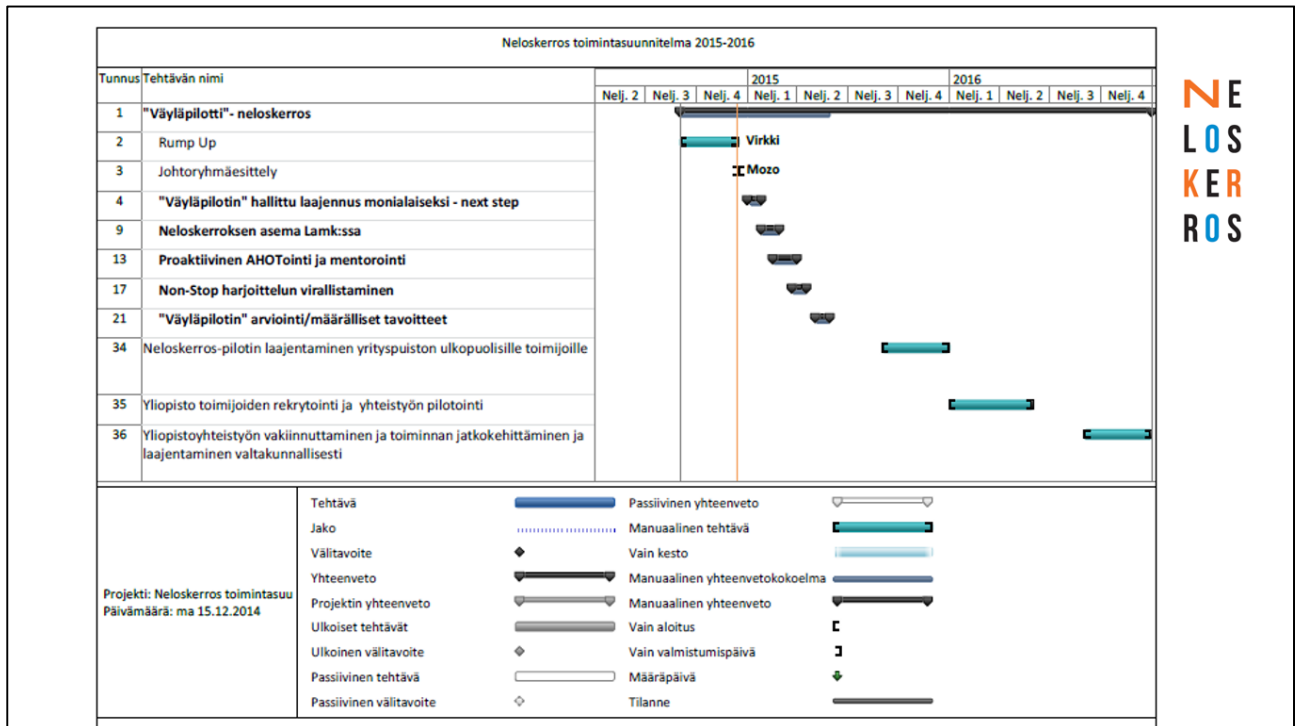 Neloskerros toimintasuunnitelma 2015-2016
Tunnus Tehtävän nimi
2015 2016
Nelj. 2 Nelj. 3 Nelj. 4 Nelj. 1 Nelj. 2 Nelj. 3 Nelj. 4 Nelj. 1 Nelj. 2 Nelj. 3 Nelj. 4
1 "Väyläpilotti"- neloskerros
2 Rump Up Virkki
3 Johtoryhmäesittely Mozo
4 "Väyläpilotin" hallittu laajennus monialaiseksi - next step
9 Neloskerroksen asema Lamk:ssa
13 Proaktiivinen AHOTointi ja mentorointi
17 Non-Stop harjoittelun virallistaminen
21 "Väyläpilotin" arviointi/määrälliset tavoitteet
34 Neloskerros-pilotin laajentaminen yrityspuiston ulkopuolisille toimijoille
35 Yliopisto toimijoiden rekrytointi ja yhteistyön pilotointi
36 Yliopistoyhteistyön vakiinnuttaminen ja toiminnan jatkokehittäminen ja
laajentaminen valtakunnallisesti
NE
LOS
KER
ROS
Projekti: Neloskerros toimintasuu
Päivämäärä: ma 15.12.2014
Tehtävä
Jako
Välitavoite
Yhteenveto
Projektin yhteenveto
Ulkoiset tehtävät
Ulkoinen välitavoite
Passiivinen tehtävä
Passiivinen välitavoite
Passiivinen yhteenveto
Manuaalinen tehtävä
Vain kesto
Manuaalinen yhteenvetokokoelma
Manuaalinen yhteenveto
Vain aloitus
Vain valmistumispäivä
Määräpäivä
Tilanne